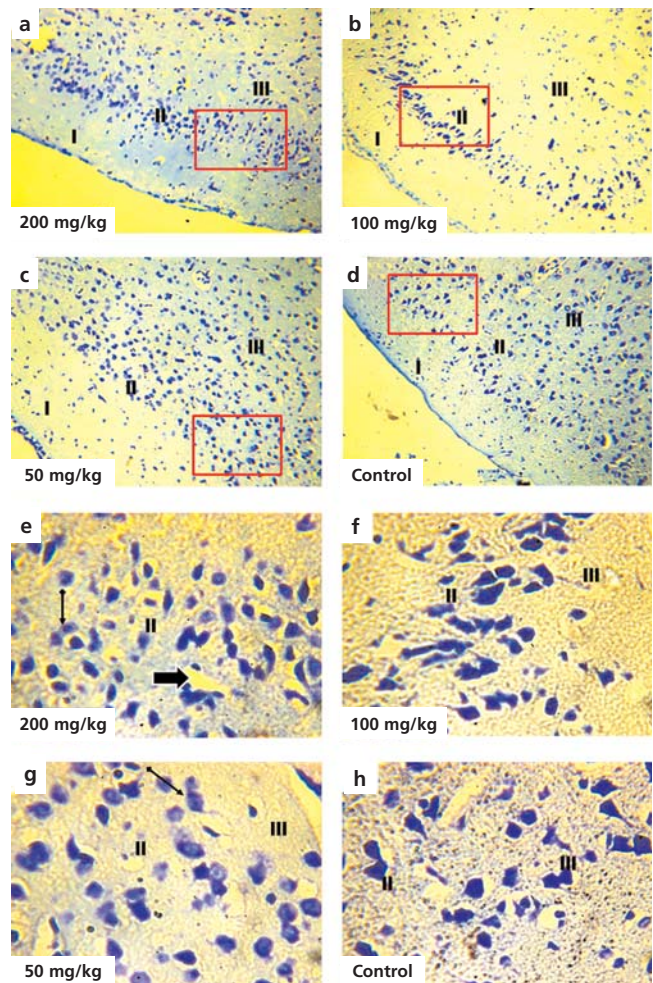 a
III
II
I
200 mg/kg
b
III
II
I
100 mg/kg
c
III
II
I
50 mg/kg
d
III
II
I
Control
e
II
200 mg/kg
f
III
II
100 mg/kg
g
III
II
50 mg/kg
h
III
II
Control